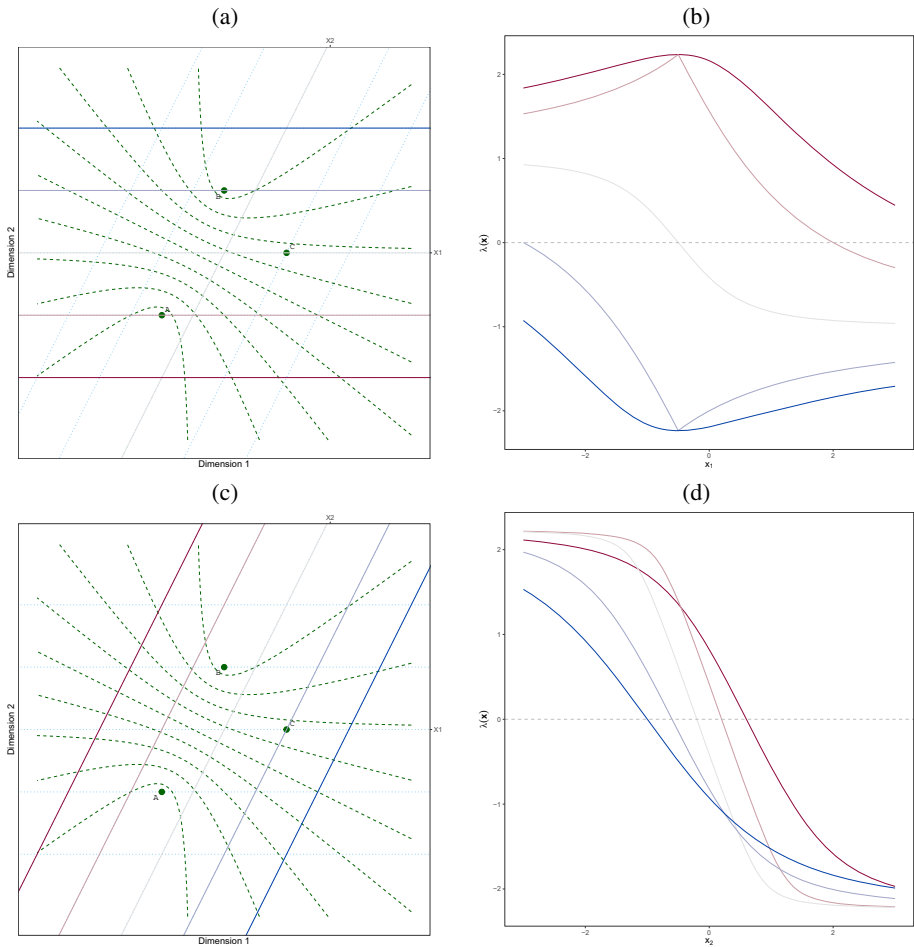 (a)
X2
Dimension 2
B
C
X1
A
Dimension 1
(b)
λ(x)
2
1
0
−1
−2
−2
0
2
x₁
(c)
X2
Dimension 2
B
C
X1
A
Dimension 1
(d)
λ(x)
2
1
0
−1
−2
−2
0
2
x₂